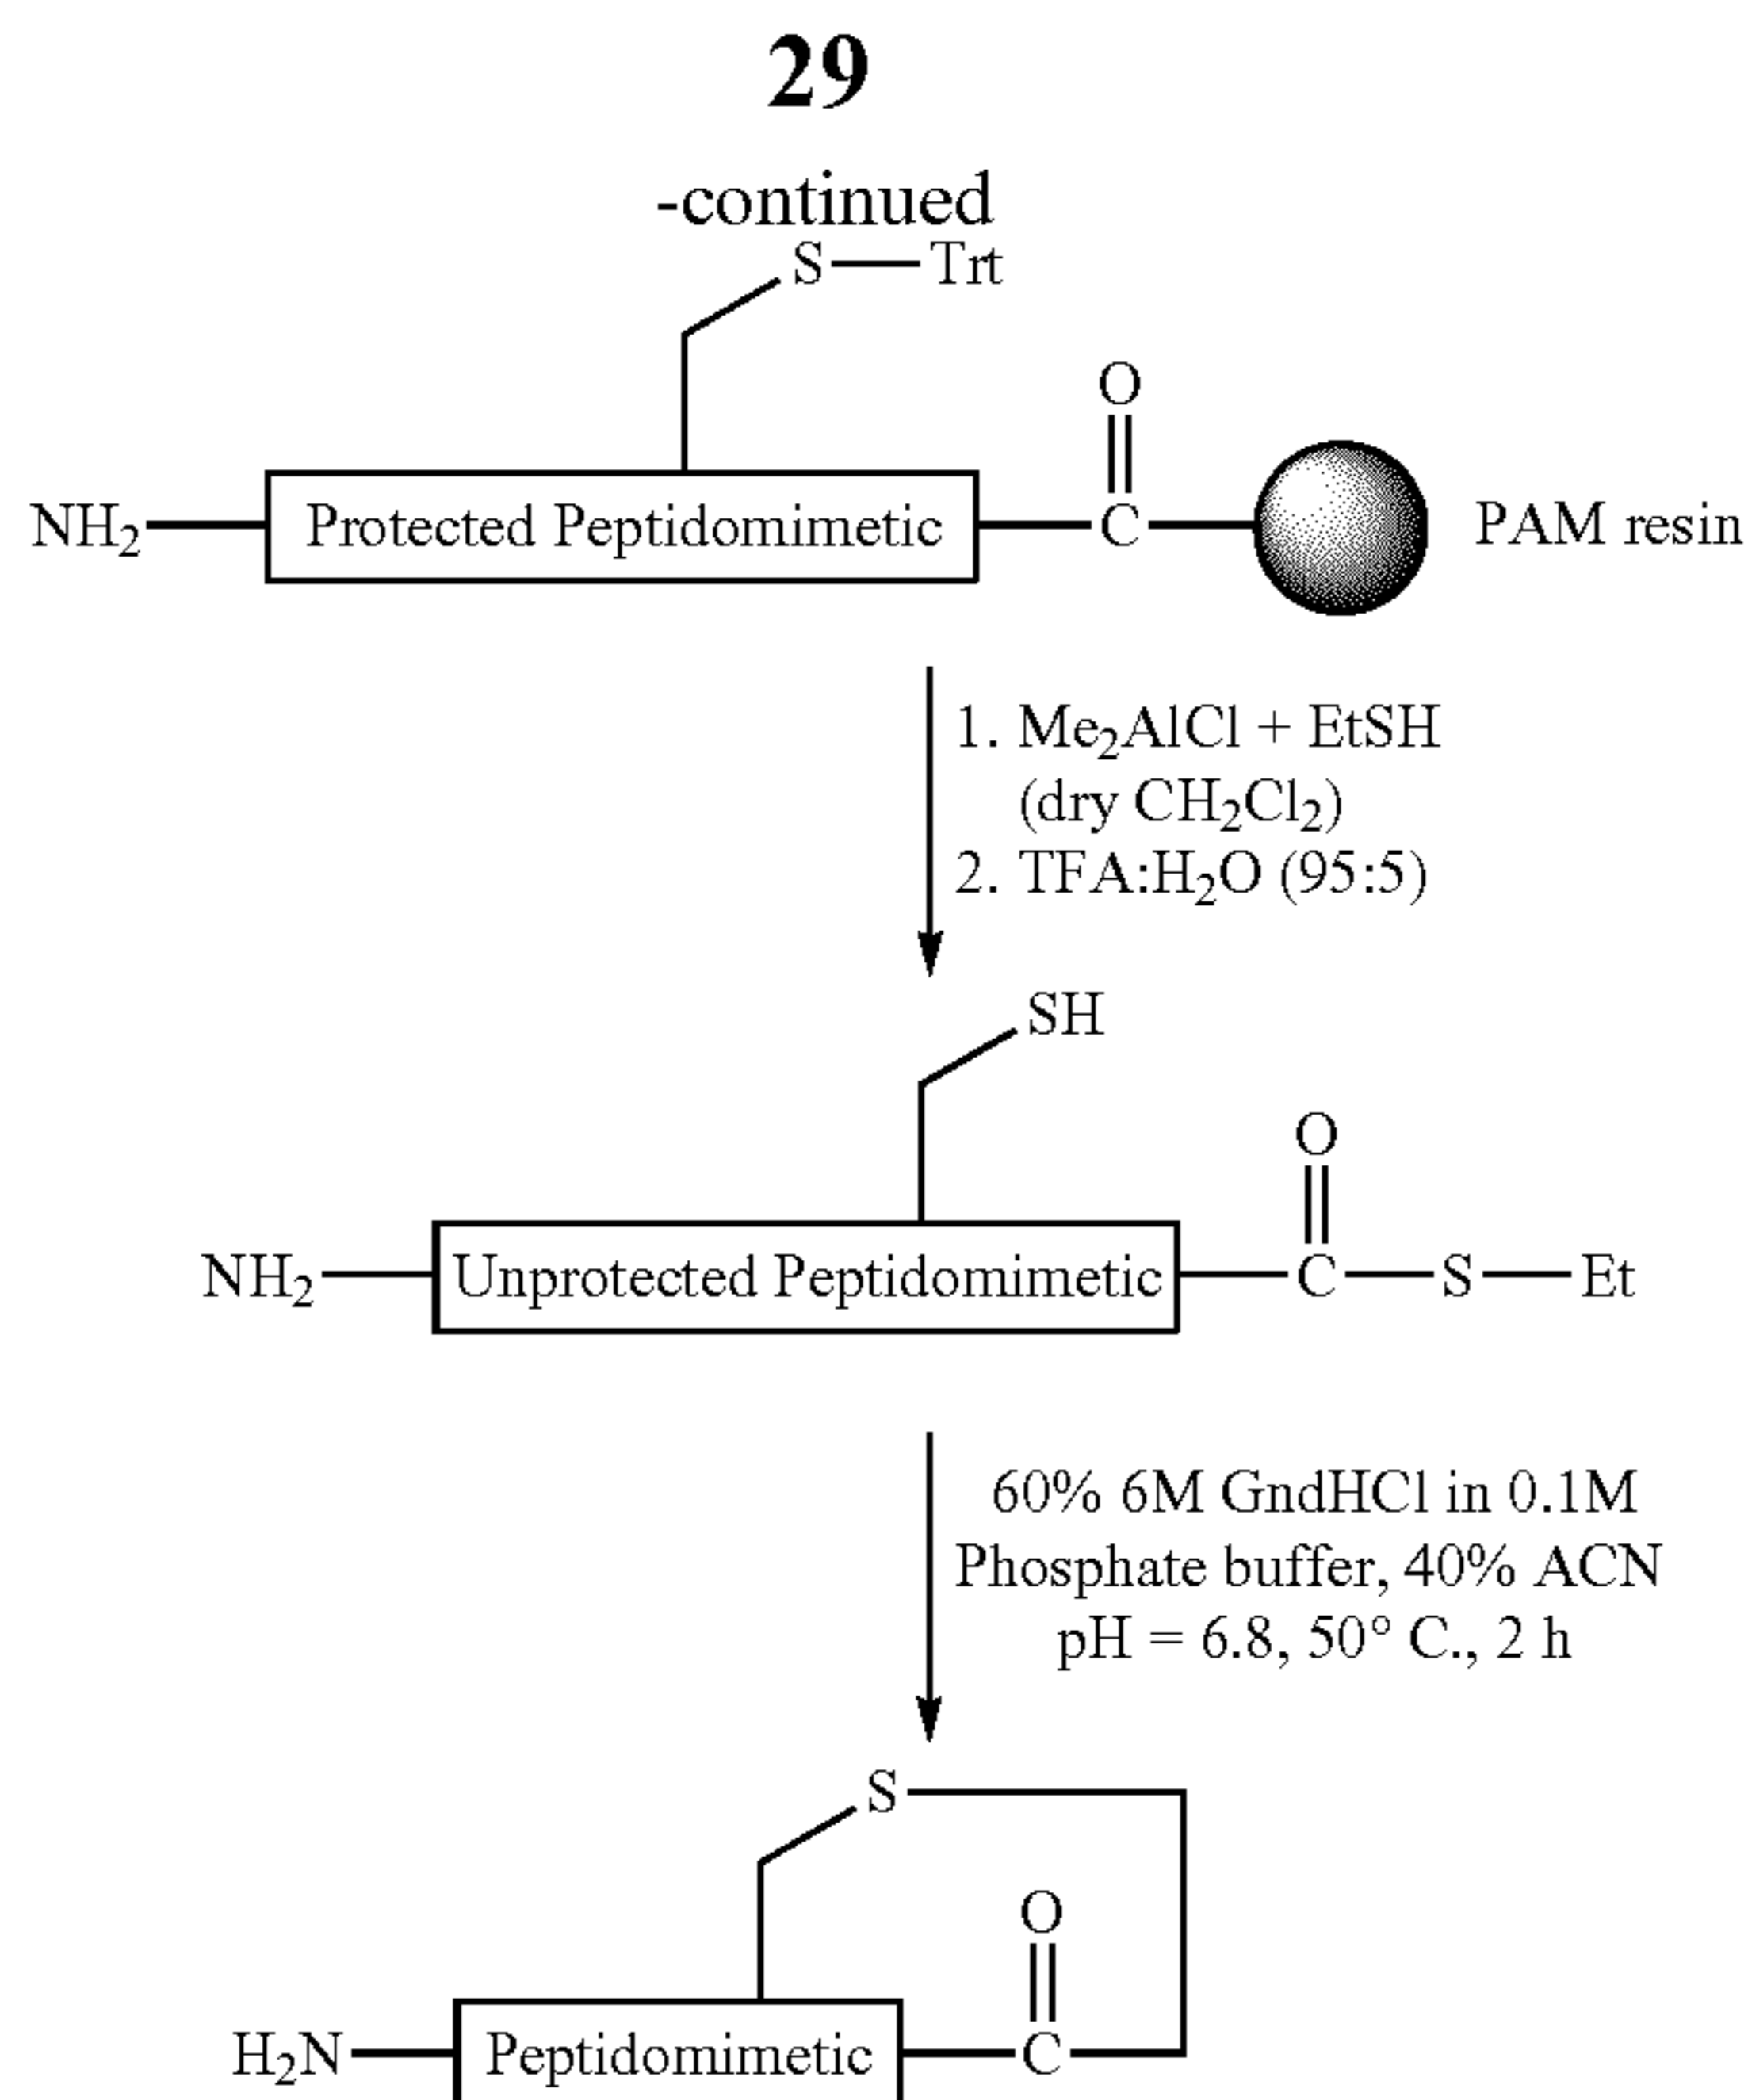 29
-continued
S—Trt
O
NH₂ Protected Peptidomimetic C PAM resin
1. Me₂AlCl + EtSH
(dry CH₂Cl₂)
2. TFA:H₂O (95:5)
SH
O
NH₂ Unprotected Peptidomimetic C—S—Et
60% 6M GndHCl in 0.1M
Phosphate buffer, 40% ACN
pH = 6.8, 50° C., 2 h
S
O
H₂N Peptidomimetic C